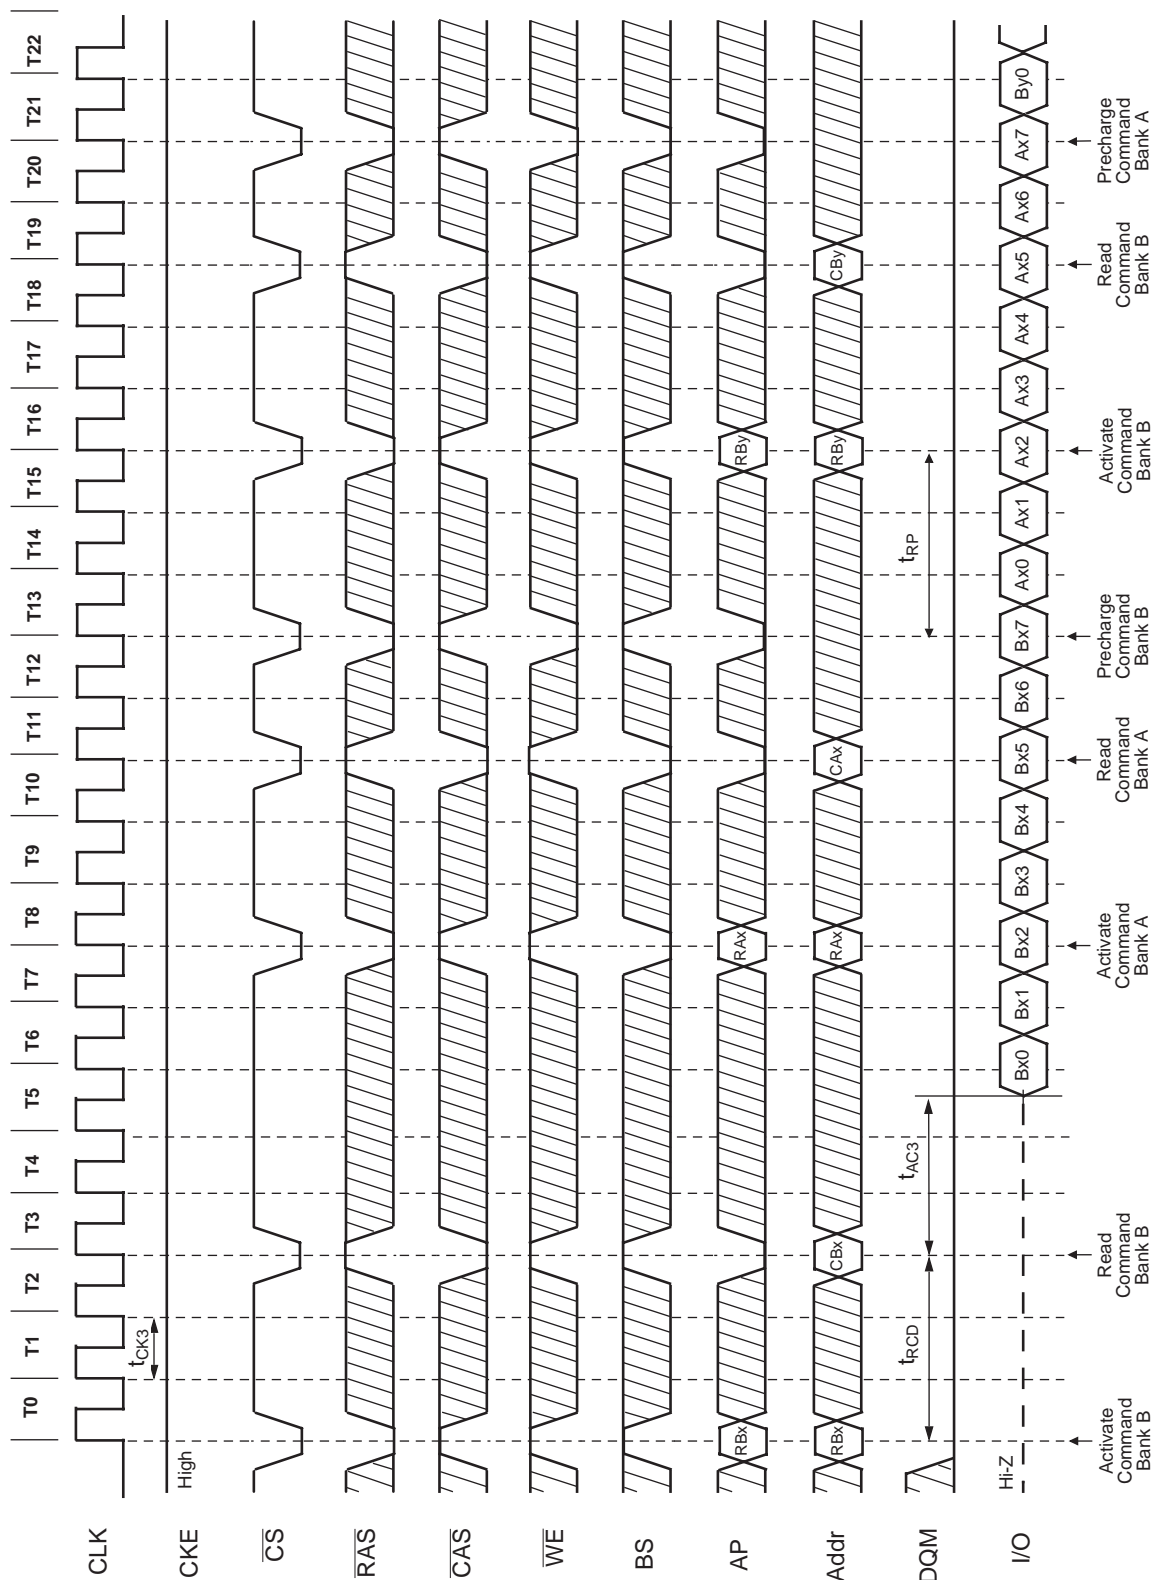 T0 T1 T2 T3 T4 T5 T6 T7 T8 T9 T10 T11 T12 T13 T14 T15 T16 T17 T18 T19 T20 T21 T22
CLK
tCK3
CKE
High
CS
RAS
CAS
WE
BS
AP
RBx RAx RBy
Addr
RBx CBx RAx CAx RBy CBy
DQM
tRCD tAC3 tRP
I/O
Hi-Z
Bx0 Bx1 Bx2 Bx3 Bx4 Bx5 Bx6 Bx7 Ax0 Ax1 Ax2 Ax3 Ax4 Ax5 Ax6 Ax7 By0
Activate
Command
Bank B
Read
Command
Bank B
Activate
Command
Bank A
Read
Command
Bank A
Precharge
Command
Bank B
Activate
Command
Bank B
Read
Command
Bank B
Precharge
Command
Bank A